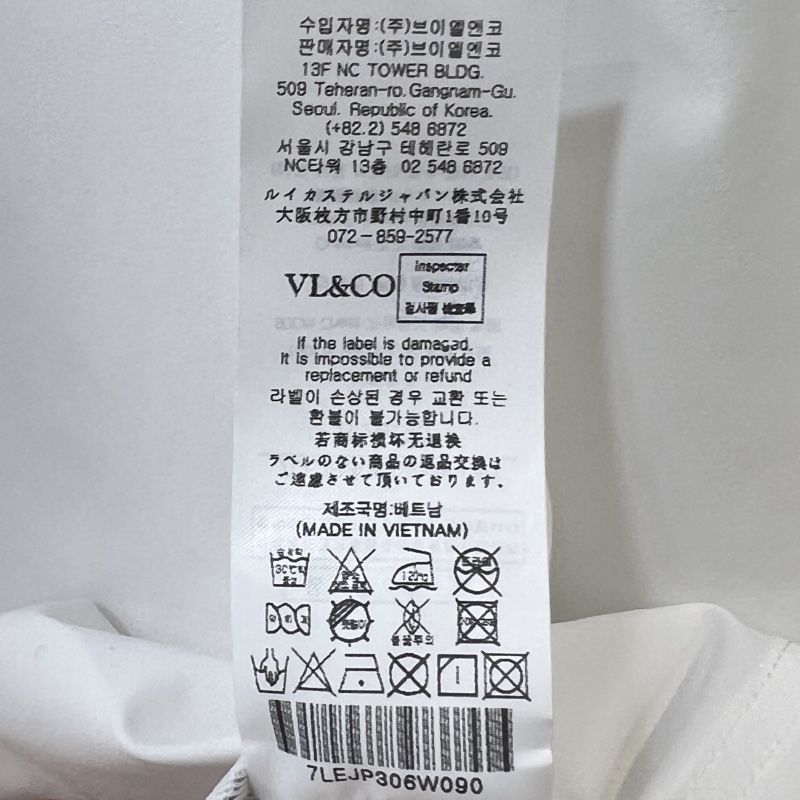 수입자명:(주)브이엘엔코
판매자명:(주)브이엘엔코
13F NC TOWER BLDG.
509 Teheran-ro.Gangnam-Gu.
Seoul. Republic of Korea.
(+82.2) 548 6872
서울시 강남구 테헤란로 509
NC타워 13층 02 548 6872
ルイカステルジャパン株式会社
大阪枚方市野村中町1番10号
072-859-2577
VL&CO
Inspecter
Stamp
If the label is damaged.
It is impossible to provide a
replacement or refund
라벨이 손상된 경우 교환 또는
환불이 불가능합니다.
若商标损坏无退换
ラベルのない商品の返品交換は
ご遠慮させて頂いております。
제조국명:베트남
(MADE IN VIETNAM)
30℃
120℃
7LEJP306W090